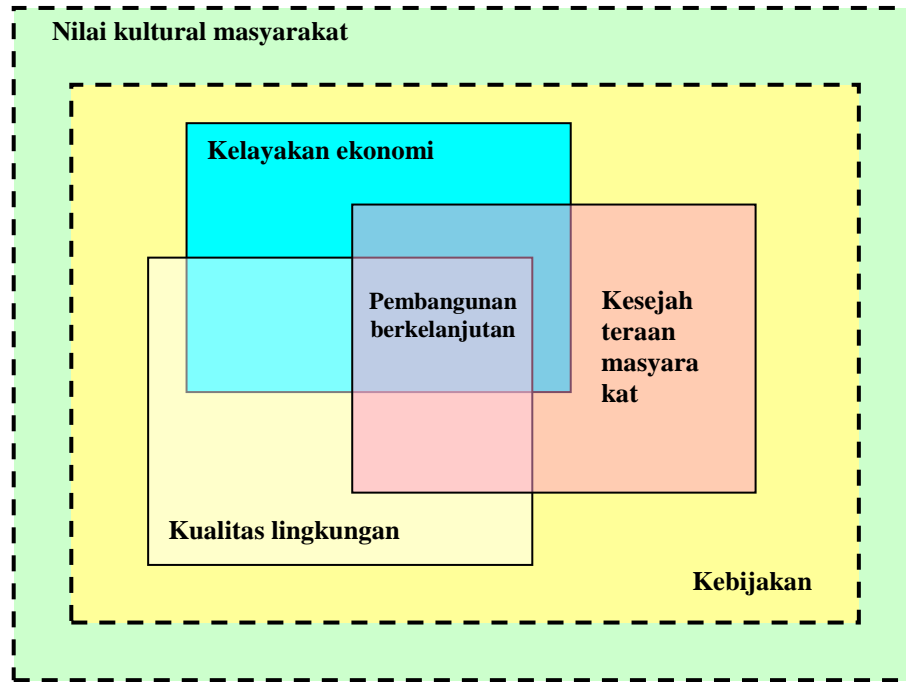 Nilai kultural masyarakat
Kelayakan ekonomi
Pembangunan
berkelanjutan
Kesejah
teraan
masyara
kat
Kualitas lingkungan
Kebijakan